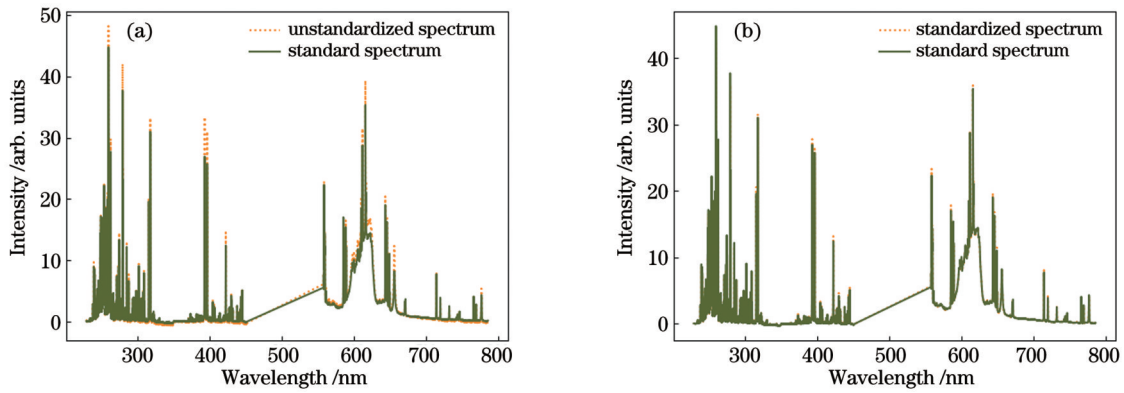 (a)
unstandardized spectrum
standard spectrum
50
40
30
20
10
0
Intensity /arb. units
300
400
500
600
700
800
Wavelength /nm
(b)
standardized spectrum
standard spectrum
50
40
30
20
10
0
Intensity /arb. units
300
400
500
600
700
800
Wavelength /nm